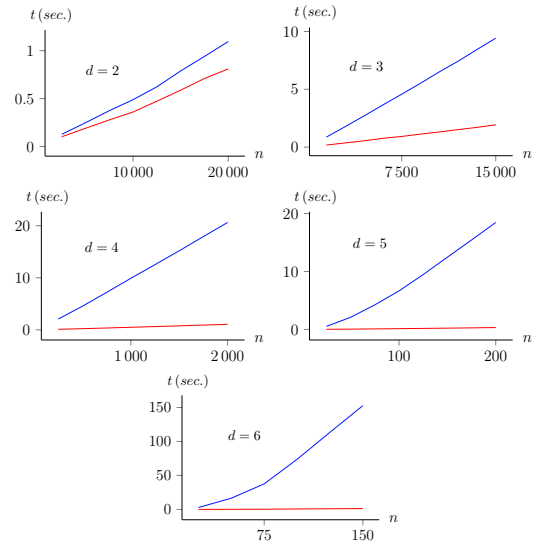 t (sec.)
1
0.5
0
d = 2
10 000
20 000
n
t (sec.)
10
5
0
d = 3
7 500
15 000
n
t (sec.)
20
10
0
d = 4
1 000
2 000
n
t (sec.)
20
10
0
d = 5
100
200
n
t (sec.)
150
100
50
0
d = 6
75
150
n